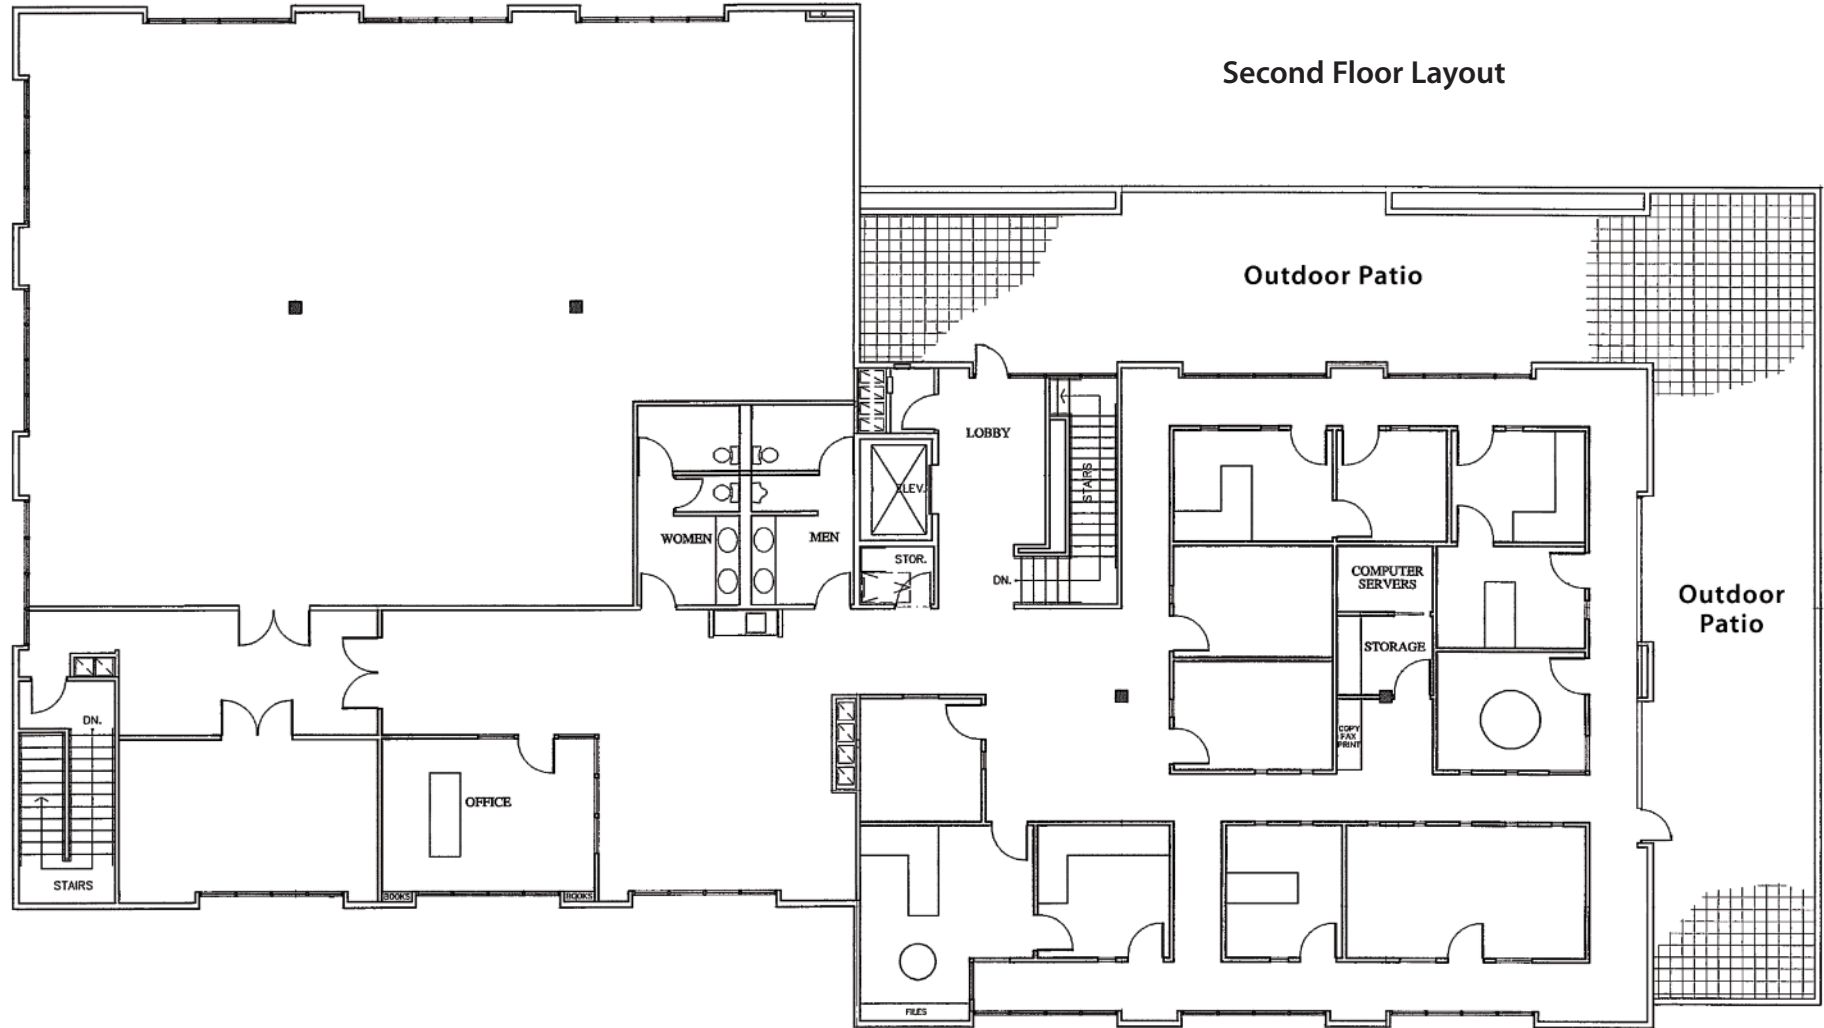 Second Floor Layout
Outdoor Patio
LOBBY
STAIRS
ELEV.
WOMEN
MEN
STOR.
DN.
COMPUTER
SERVERS
Outdoor
Patio
STORAGE
DN.
COPY
FAX
PRINT
OFFICE
STAIRS
BOOKS
BOOKS
FILES